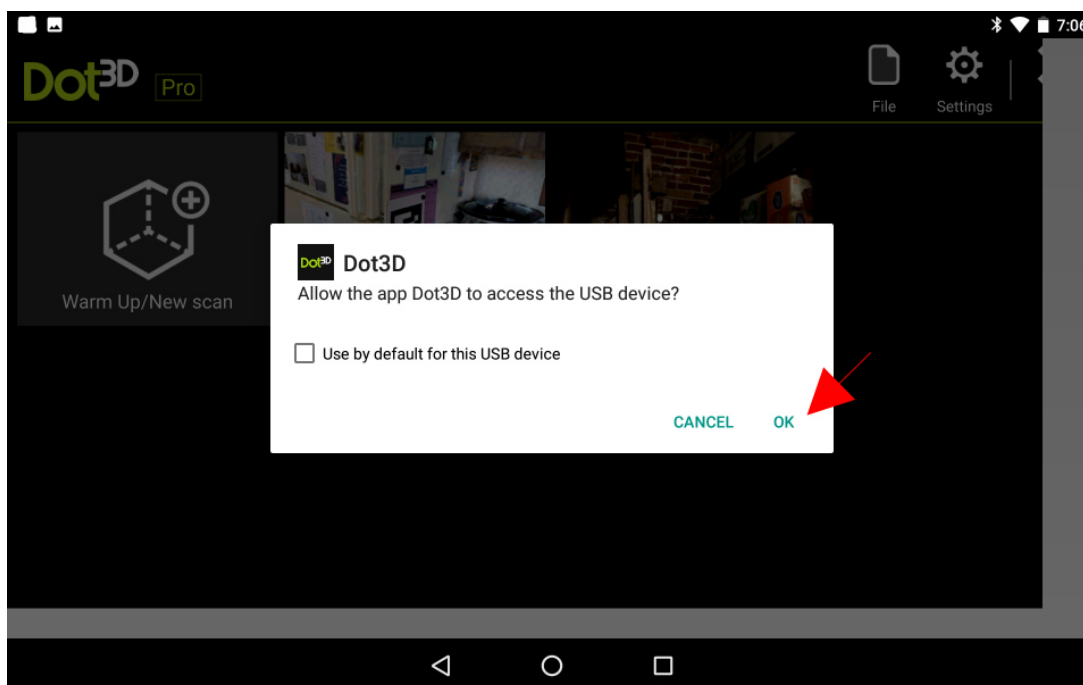 7:06
Dot3D Pro
File Settings
Warm Up/New scan
Dot3D Dot3D
Allow the app Dot3D to access the USB device?
Use by default for this USB device
CANCEL OK